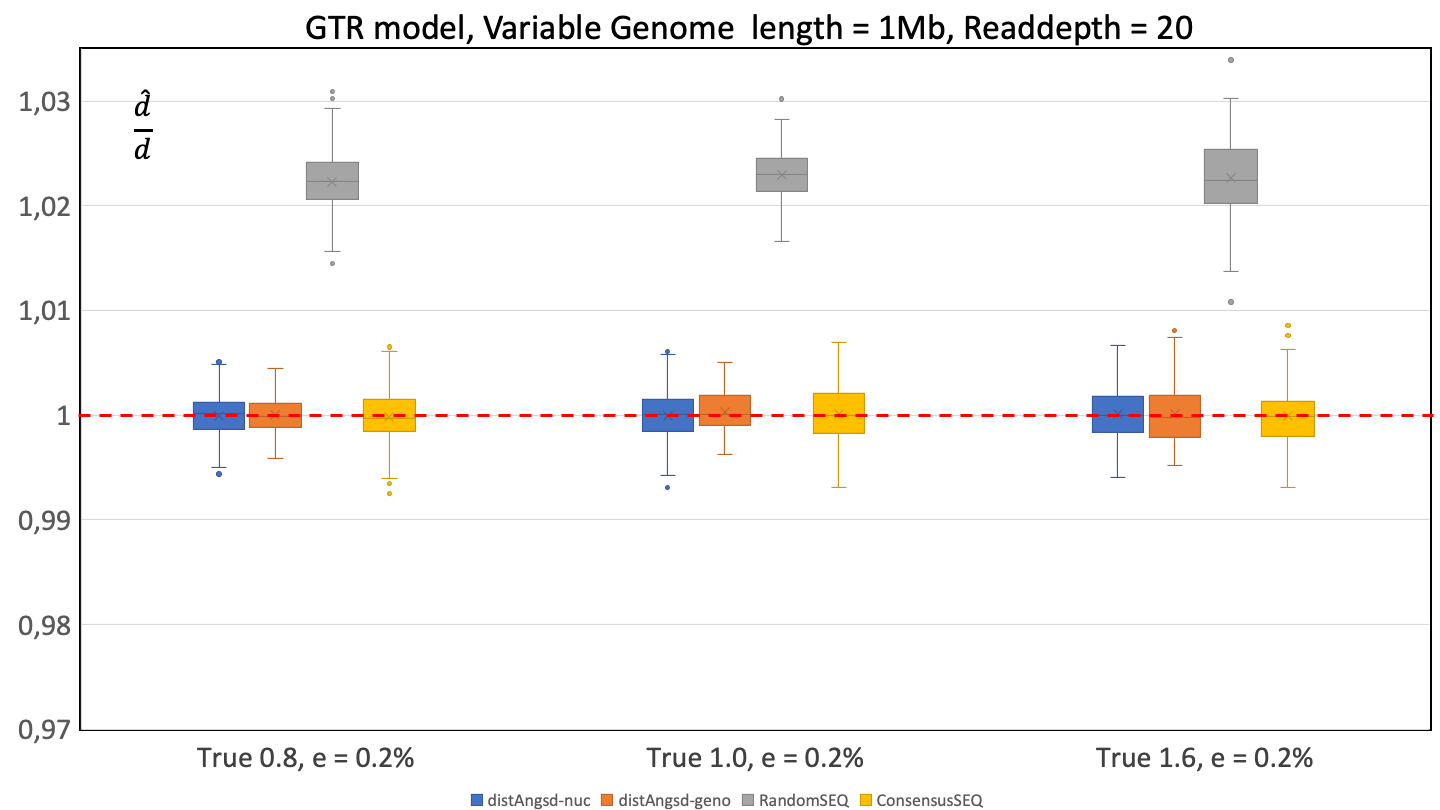 GTR model, Variable Genome  length = 1Mb, Readdepth = 20
1,03
d̂
d
1,02
1,01
1
0,99
0,98
0,97
True 0.8, e = 0.2% True 1.0, e = 0.2% True 1.6, e = 0.2%
distAngsd-nuc distAngsd-geno RandomSEQ ConsensusSEQ